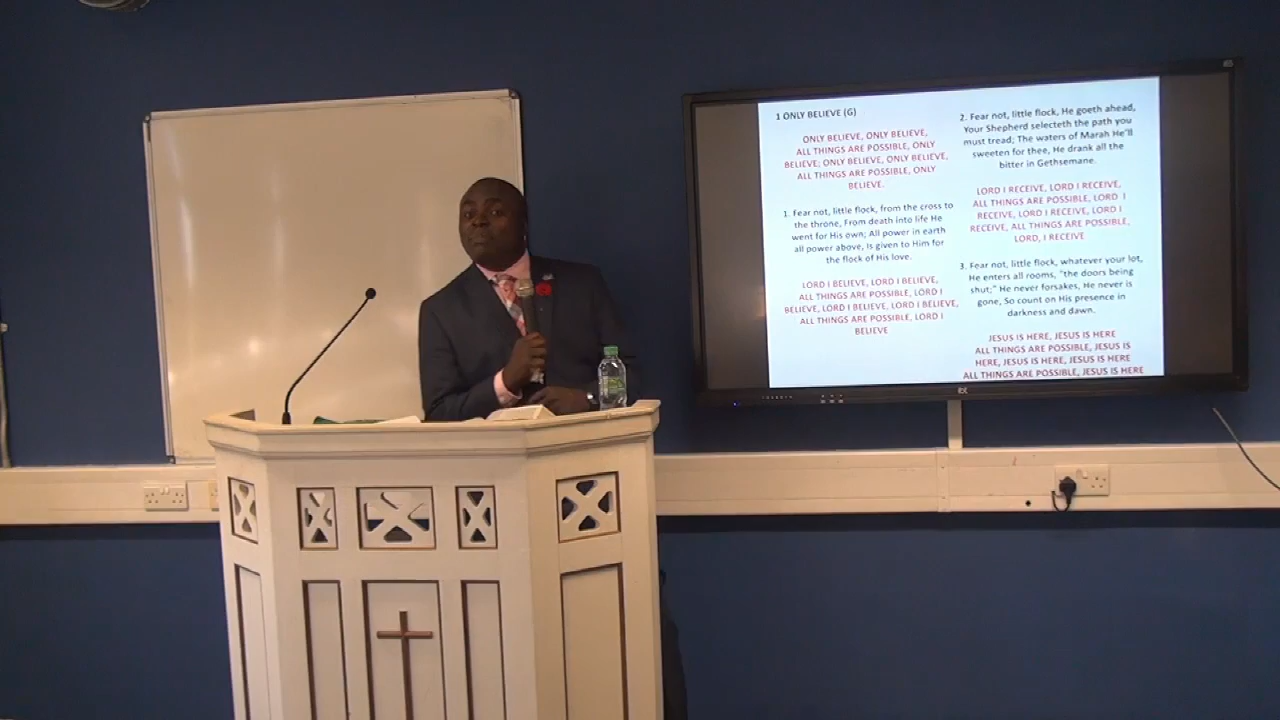 1 ONLY BELIEVE (G)
ONLY BELIEVE, ONLY BELIEVE,
ALL THINGS ARE POSSIBLE, ONLY
BELIEVE; ONLY BELIEVE, ONLY BELIEVE,
ALL THINGS ARE POSSIBLE, ONLY
BELIEVE.
1. Fear not, little flock, from the cross to
the throne, From death into life He
went for His own; All power in earth
all power above, Is given to Him for
the flock of His love.
LORD I BELIEVE, LORD I BELIEVE,
ALL THINGS ARE POSSIBLE, LORD I
BELIEVE, LORD I BELIEVE, LORD I BELIEVE,
ALL THINGS ARE POSSIBLE, LORD I
BELIEVE
2. Fear not, little flock, He goeth ahead,
Your Shepherd selecteth the path you
must tread; The waters of Marah He'll
sweeten for thee, He drank all the
bitter in Gethsemane.
LORD I RECEIVE, LORD I RECEIVE,
ALL THINGS ARE POSSIBLE, LORD I
RECEIVE, LORD I RECEIVE, LORD I
RECEIVE, ALL THINGS ARE POSSIBLE,
LORD, I RECEIVE
3. Fear not, little flock, whatever your lot,
He enters all rooms, "the doors being
shut;" He never forsakes, He never is
gone, So count on His presence in
darkness and dawn.
JESUS IS HERE, JESUS IS HERE
ALL THINGS ARE POSSIBLE, JESUS IS
HERE, JESUS IS HERE, JESUS IS HERE
ALL THINGS ARE POSSIBLE, JESUS IS HERE